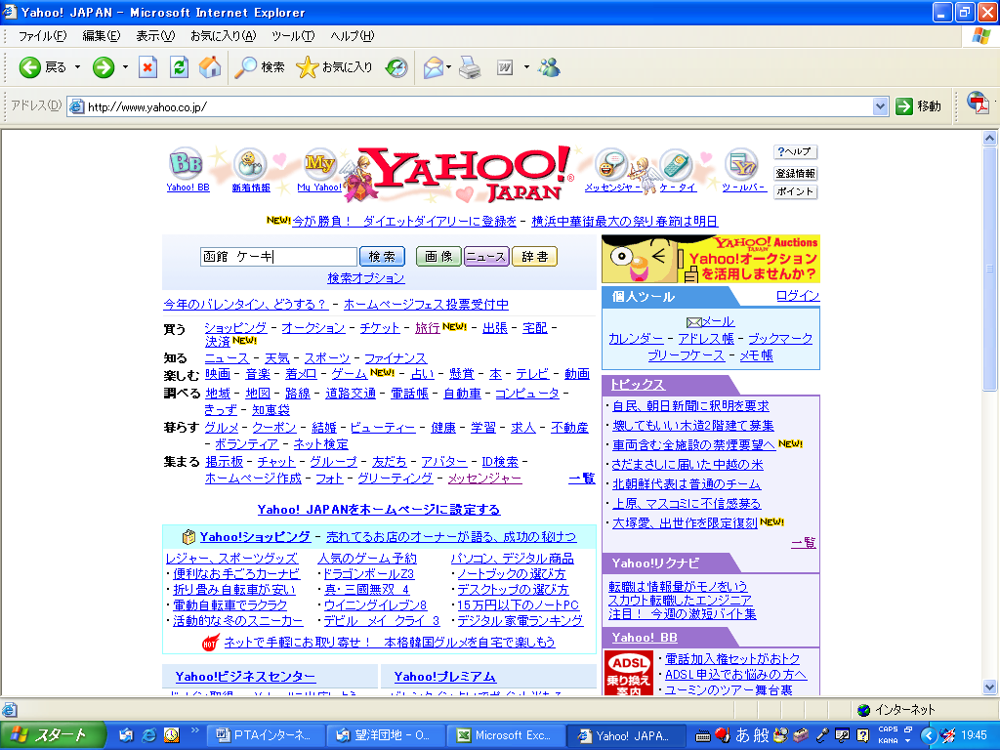 Yahoo! JAPAN - Microsoft Internet Explorer
ファイル(F) 編集(E) 表示(V) お気に入り(A) ツール(T) ヘルプ(H)
戻る 検索 お気に入り
アドレス(D) http://www.yahoo.co.jp/ 移動
YAHOO! JAPAN
Yahoo! BB 新着情報 My Yahoo! メッセンジャー ケータイ ツールバー
?ヘルプ
登録情報
ポイント
NEW! 今が勝負! ダイエットダイアリーに登録を - 横浜中華街最大の祭り春節は明日
函館 ケーキ 検索 画像 ニュース 辞書
検索オプション
今年のバレンタイン、どうする? - ホームページフェス投票受付中
買う ショッピング - オークション - チケット - 旅行 NEW! - 出張 - 宅配 -
決済 NEW!
知る ニュース - 天気 - スポーツ - ファイナンス
楽しむ 映画 - 音楽 - 着メロ - ゲーム NEW! - 占い - 懸賞 - 本 - テレビ - 動画
調べる 地域 - 地図 - 路線 - 道路交通 - 電話帳 - 自動車 - コンピュータ -
きっず - 知恵袋
暮らす グルメ - クーポン - 結婚 - ビューティー - 健康 - 学習 - 求人 - 不動産
- ボランティア - ネット検定
集まる 掲示板 - チャット - グループ - 友だち - アバター - ID検索 -
ホームページ作成 - フォト - グリーティング - メッセンジャー 一覧
Yahoo! JAPANをホームページに設定する
Yahoo!ショッピング - 売れてるお店のオーナーが語る、成功の秘けつ
レジャー、スポーツグッズ 人気のゲーム予約 パソコン、デジタル商品
・便利なお手ごろカーナビ ・ドラゴンボールZ3 ・ノートブックの選び方
・折り畳み自転車が安い ・真・三國無双 4 ・デスクトップの選び方
・電動自転車でラクラク ・ウイニングイレブン8 ・15万円以下のノートPC
・活動的な冬のスニーカー ・デビル メイ クライ 3 ・デジタル家電ランキング
HOT ネットで手軽にお取り寄せ! 本格韓国グルメを自宅で楽しもう
Yahoo!ビジネスセンター Yahoo!プレミアム
YAHOO! JAPAN Auctions
Yahoo!オークション
を活用しませんか?
個人ツール ログイン
メール
カレンダー - アドレス帳 - ブックマーク
ブリーフケース - メモ帳
トピックス
・自民、朝日新聞に釈明を要求
・壊してもいい木造2階建て募集
・車両含む全施設の禁煙要望へ NEW!
・さだまさしに届いた中越の米
・北朝鮮代表は普通のチーム
・上原、マスコミに不信感募る
・大塚愛、出世作を限定復刻 NEW!
一覧
Yahoo!リクナビ
転職は情報量がモノをいう
スカウト転職したエンジニア
注目! 今週の激短バイト集
Yahoo! BB
ADSL
乗り換え
案内
・電話加入権セットがおトク
・ADSL申込でお悩みの方へ
・ユーミンのツアー舞台裏
インターネット
スタート PTAインターネ... 望洋団地 - O... Microsoft Exc... Yahoo! JAPA... あ 般 CAPS KANA 19:45